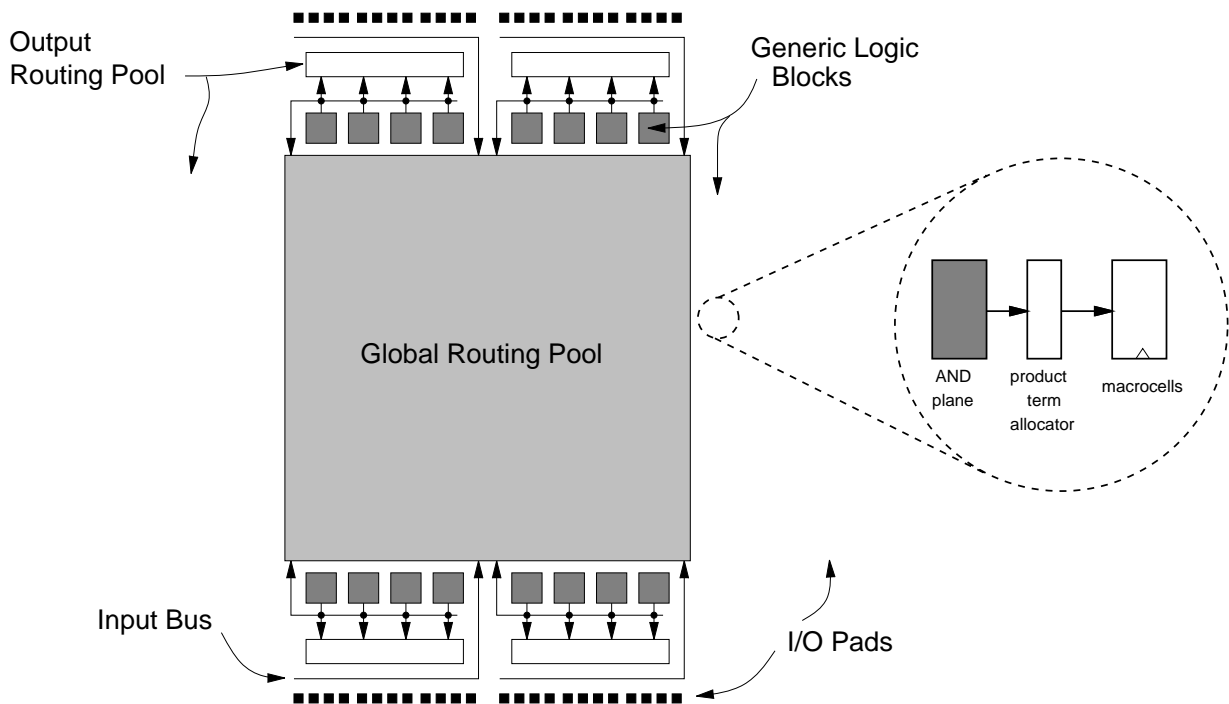 Output
Routing Pool
Generic Logic
Blocks
Global Routing Pool
AND
plane
product
term
allocator
macrocells
Input Bus
I/O Pads